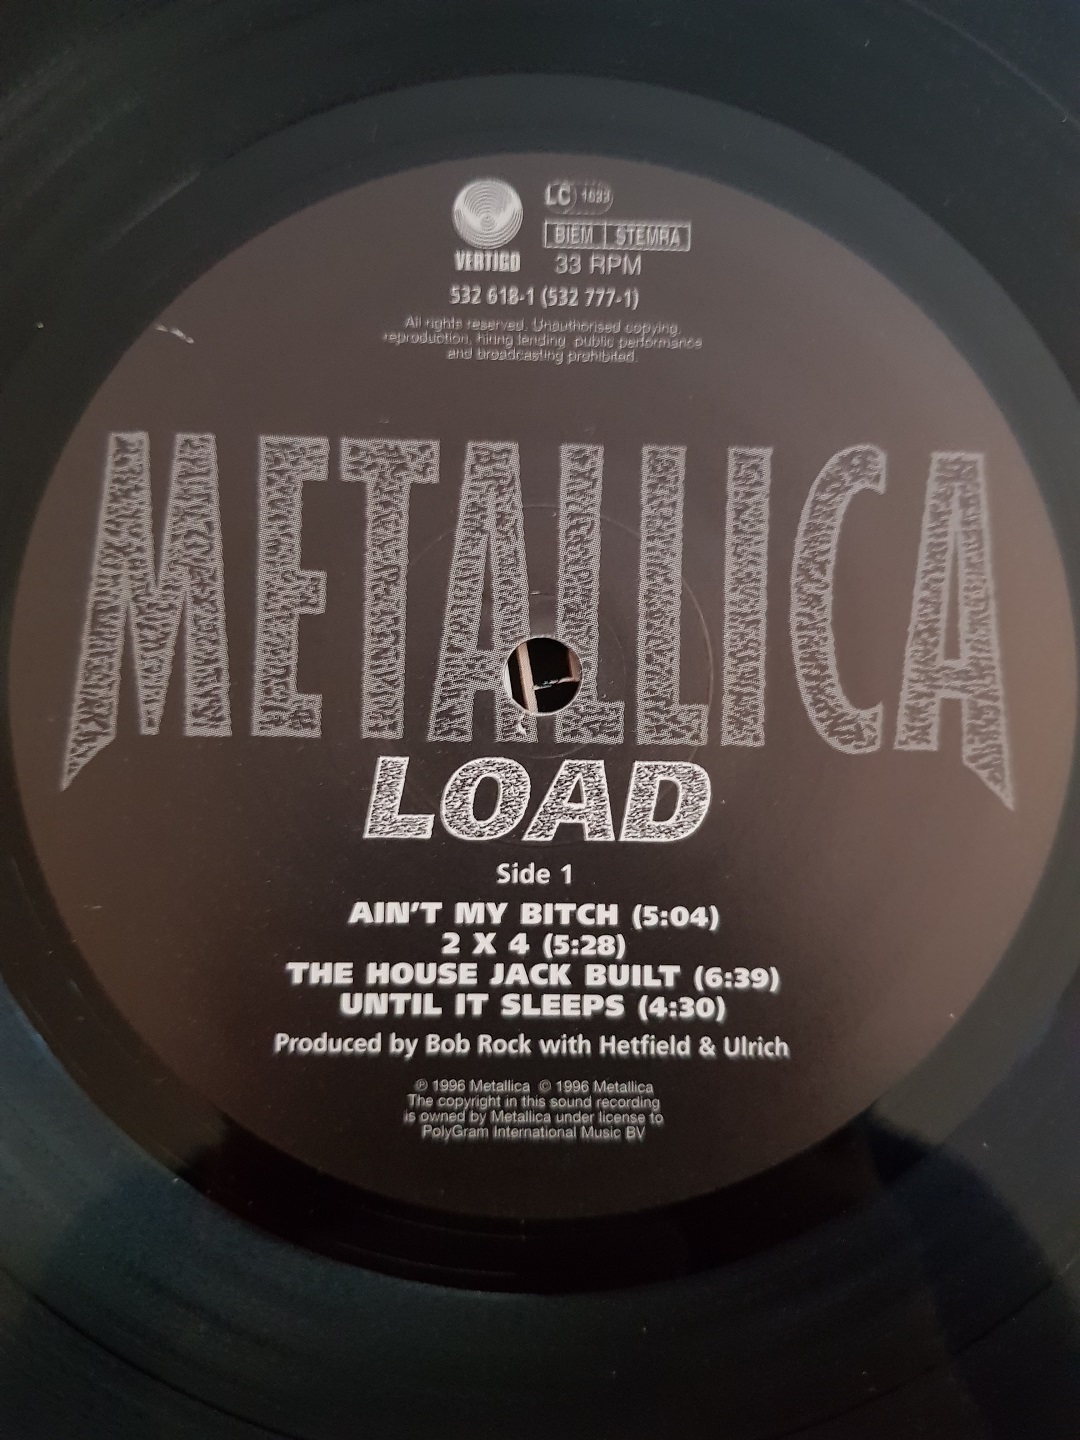 VERTIGO
LC 1633
BIEM STEMRA
33 RPM
532 618-1 (532 777-1)
All rights reserved. Unauthorised copying,
reproduction, hiring lending, public performance
and broadcasting prohibited.
METALLICA
LOAD
Side 1
AIN'T MY BITCH (5:04)
2 X 4 (5:28)
THE HOUSE JACK BUILT (6:39)
UNTIL IT SLEEPS (4:30)
Produced by Bob Rock with Hetfield & Ulrich
℗ 1996 Metallica © 1996 Metallica
The copyright in this sound recording
is owned by Metallica under license to
PolyGram International Music BV